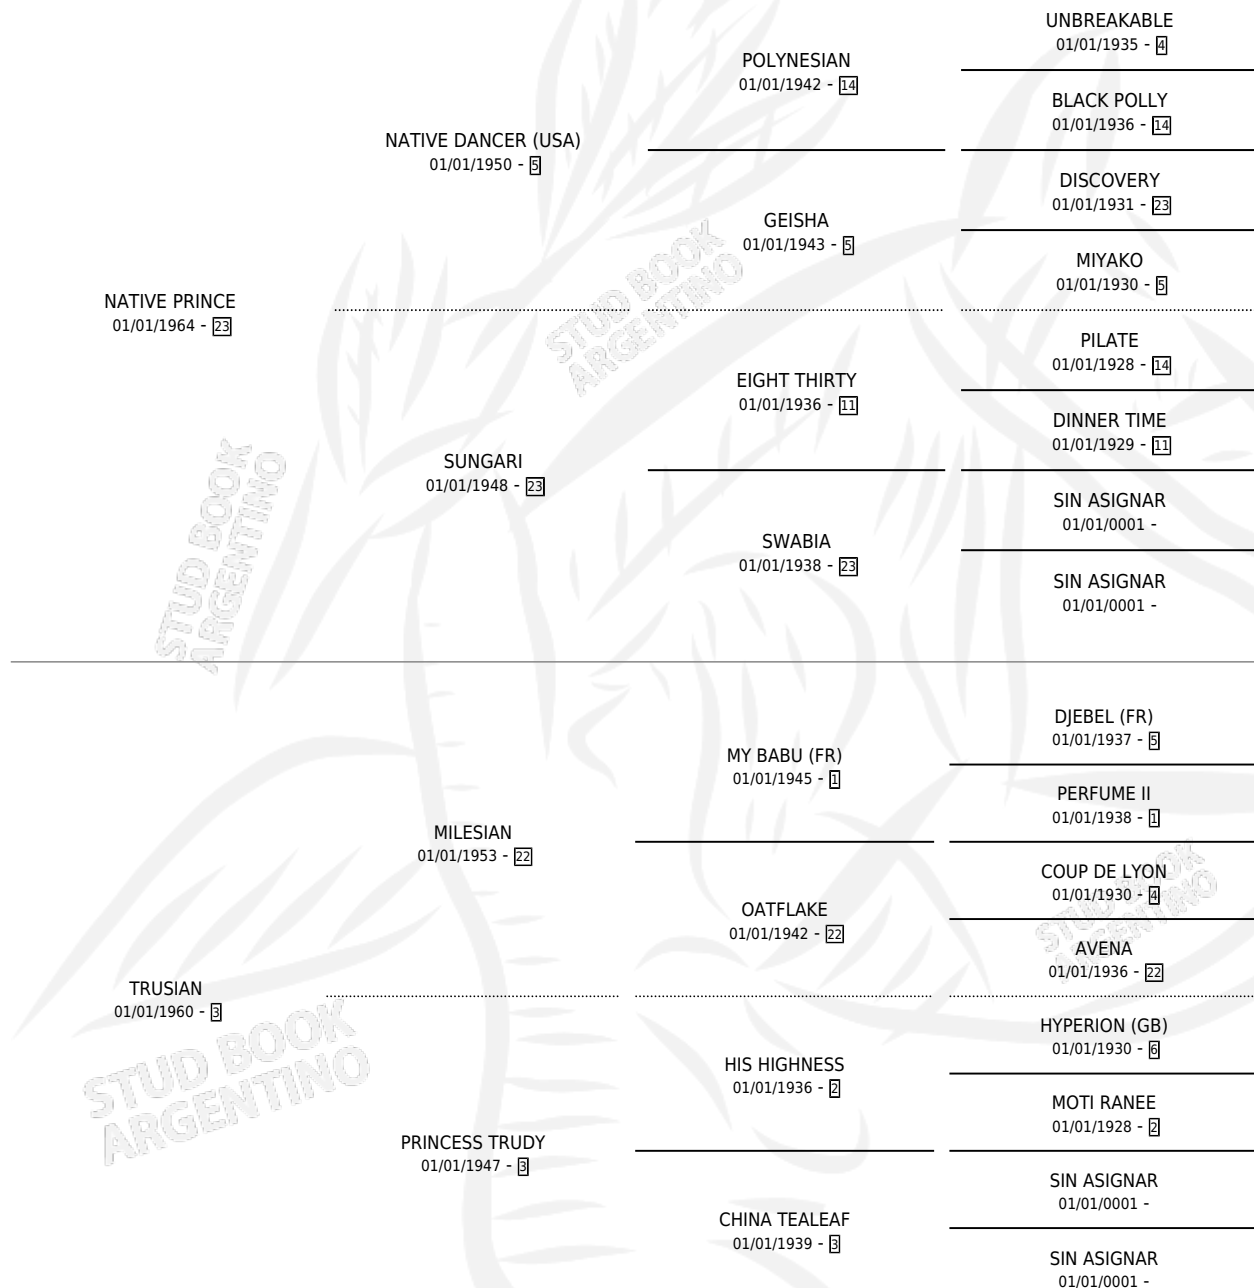 UNBREAKABLE
01/01/1935 - 4
POLYNESIAN
01/01/1942 - 14
BLACK POLLY
01/01/1936 - 14
NATIVE DANCER (USA)
01/01/1950 - 5
DISCOVERY
01/01/1931 - 23
GEISHA
01/01/1943 - 5
MIYAKO
01/01/1930 - 5
NATIVE PRINCE
01/01/1964 - 23
PILATE
01/01/1928 - 14
EIGHT THIRTY
01/01/1936 - 11
DINNER TIME
01/01/1929 - 11
SUNGARI
01/01/1948 - 23
SIN ASIGNAR
01/01/0001 -
SWABIA
01/01/1938 - 23
SIN ASIGNAR
01/01/0001 -
DJEBEL (FR)
01/01/1937 - 5
MY BABU (FR)
01/01/1945 - 1
PERFUME II
01/01/1938 - 1
MILESIAN
01/01/1953 - 22
COUP DE LYON
01/01/1930 - 4
OATFLAKE
01/01/1942 - 22
AVENA
01/01/1936 - 22
TRUSIAN
01/01/1960 - 3
HYPERION (GB)
01/01/1930 - 6
HIS HIGHNESS
01/01/1936 - 2
MOTI RANEE
01/01/1928 - 2
PRINCESS TRUDY
01/01/1947 - 3
SIN ASIGNAR
01/01/0001 -
CHINA TEALEAF
01/01/1939 - 3
SIN ASIGNAR
01/01/0001 -
STUD BOOK
ARGENTINO
STUD BOOK
ARGENTINO
STUD BOOK
ARGENTINO
STUD BOOK
ARGENTINO